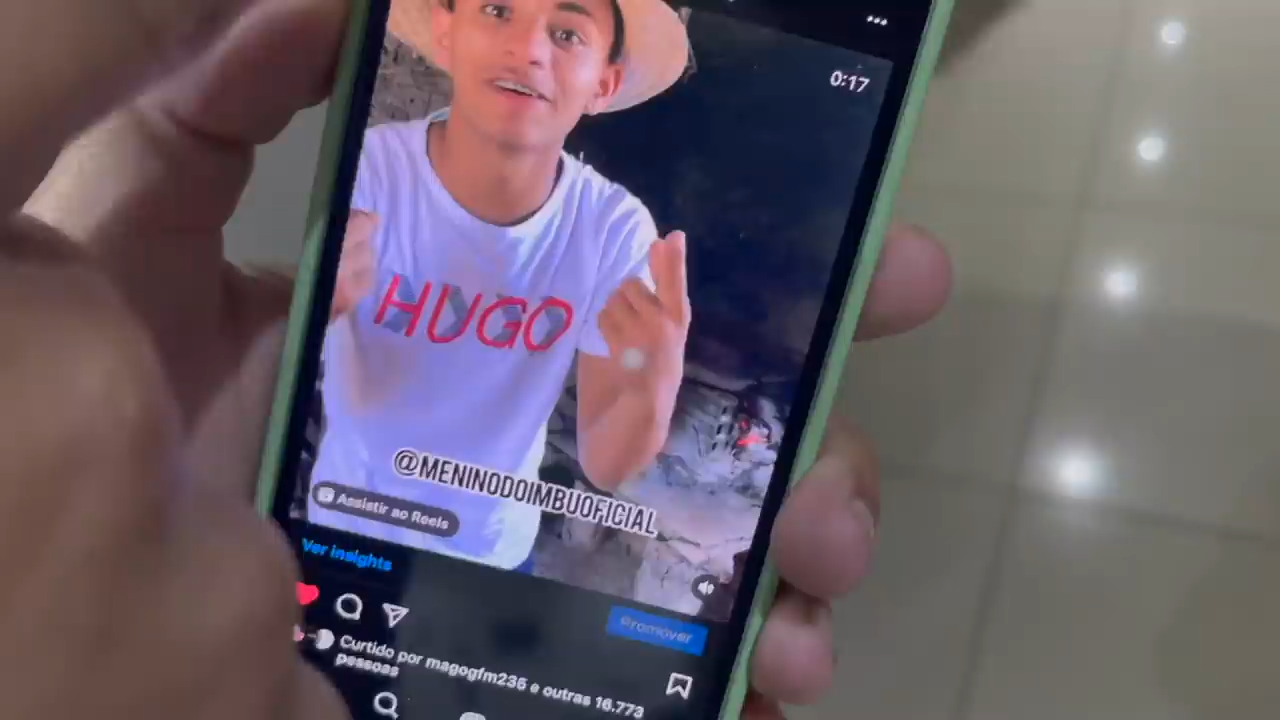 0:17
HUGO
@MENINODOIMBUOFICIAL
Assistir ao Reels
Ver insights
Promover
Curtido por magogfm235 e outras 16.773
pessoas